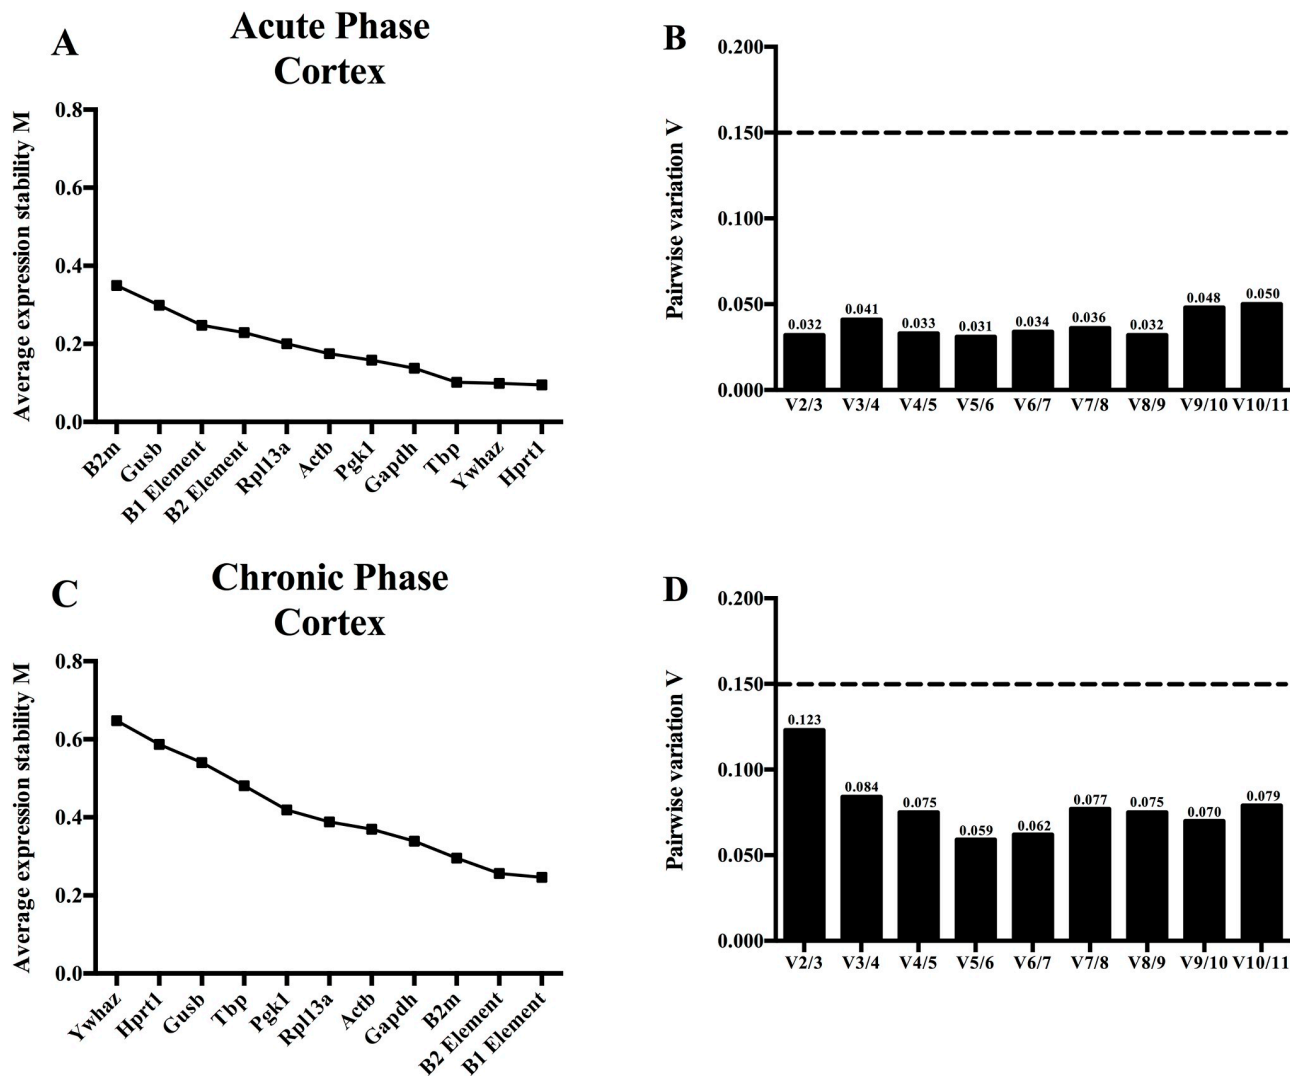 A
Acute Phase
Cortex
Average expression stability M
0.8
0.6
0.4
0.2
0.0
B2m
Gusb
B1 Element
B2 Element
Rpl13a
Actb
Pgk1
Gapdh
Tbp
Ywhaz
Hprt1
B
Pairwise variation V
0.200
0.150
0.100
0.050
0.000
0.032
0.041
0.033
0.031
0.034
0.036
0.032
0.048
0.050
V2/3
V3/4
V4/5
V5/6
V6/7
V7/8
V8/9
V9/10
V10/11
C
Chronic Phase
Cortex
Average expression stability M
0.8
0.6
0.4
0.2
0.0
Ywhaz
Hprt1
Gusb
Tbp
Pgk1
Rpl13a
Actb
Gapdh
B2m
B2 Element
B1 Element
D
Pairwise variation V
0.200
0.150
0.100
0.050
0.000
0.123
0.084
0.075
0.059
0.062
0.077
0.075
0.070
0.079
V2/3
V3/4
V4/5
V5/6
V6/7
V7/8
V8/9
V9/10
V10/11